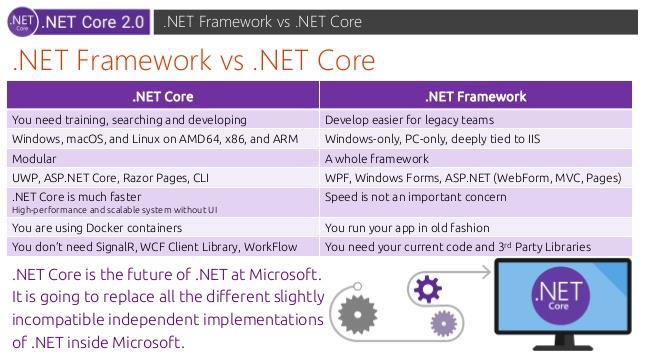 .NET Core
.NET Core 2.0
.NET Framework vs .NET Core
.NET Framework vs .NET Core
.NET Core
.NET Framework
You need training, searching and developing
Develop easier for legacy teams
Windows, macOS, and Linux on AMD64, x86, and ARM
Windows-only, PC-only, deeply tied to IIS
Modular
A whole framework
UWP, ASP.NET Core, Razor Pages, CLI
WPF, Windows Forms, ASP.NET (WebForm, MVC, Pages)
.NET Core is much faster
High-performance and scalable system without UI
Speed is not an important concern
You are using Docker containers
You run your app in old fashion
You don't need SignalR, WCF Client Library, WorkFlow
You need your current code and 3rd Party Libraries
.NET Core is the future of .NET at Microsoft.
It is going to replace all the different slightly
incompatible independent implementations
of .NET inside Microsoft.
.NET
Core